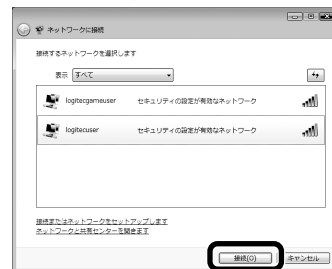 ネットワークに接続
接続するネットワークを選択します
表示 すべて
logitecgameuser セキュリティの設定が有効なネットワーク
logitecuser セキュリティの設定が有効なネットワーク
接続またはネットワークをセットアップします
ネットワークと共有センターを開きます
接続(O) キャンセル